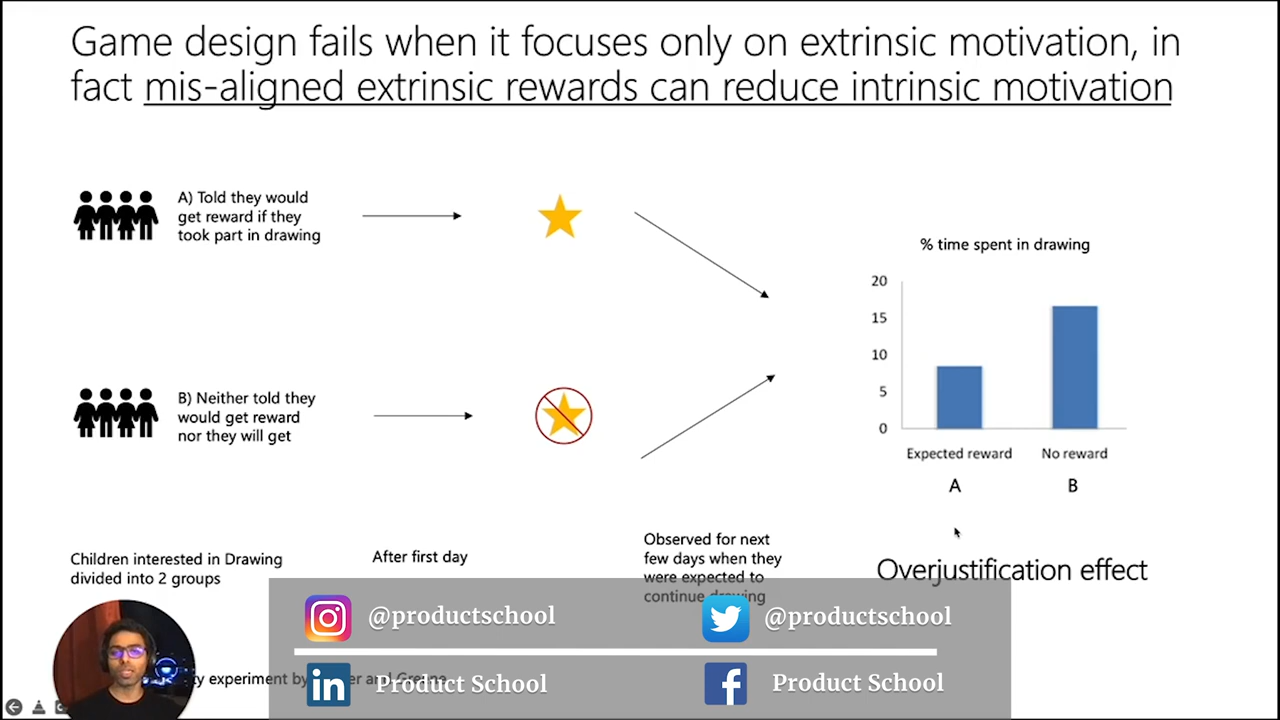 Game design fails when it focuses only on extrinsic motivation, in
fact mis-aligned extrinsic rewards can reduce intrinsic motivation
A) Told they would
get reward if they
took part in drawing
B) Neither told they
would get reward
nor they will get
% time spent in drawing
20
15
10
5
0
Expected reward
No reward
A
B
Children interested in Drawing
divided into 2 groups
After first day
Observed for next
few days when they
were expected to
continue drawing
Overjustification effect
experiment by
and
@productschool
@productschool
Product School
Product School